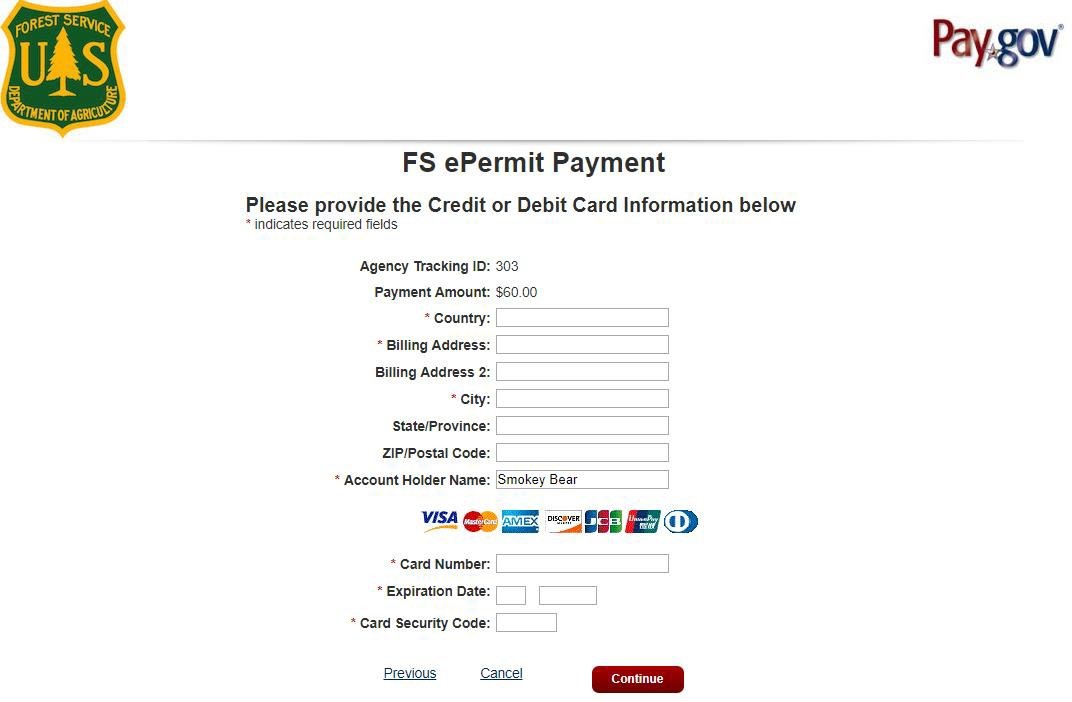 FOREST SERVICE
U S
DEPARTMENT OF AGRICULTURE
Pay.gov®
FS ePermit Payment
Please provide the Credit or Debit Card Information below
* indicates required fields
Agency Tracking ID: 303
Payment Amount: $60.00
* Country:
* Billing Address:
Billing Address 2:
* City:
State/Province:
ZIP/Postal Code:
* Account Holder Name: Smokey Bear
VISA MasterCard AMEX DISCOVER JCB UnionPay
* Card Number:
* Expiration Date:
* Card Security Code:
Previous Cancel Continue